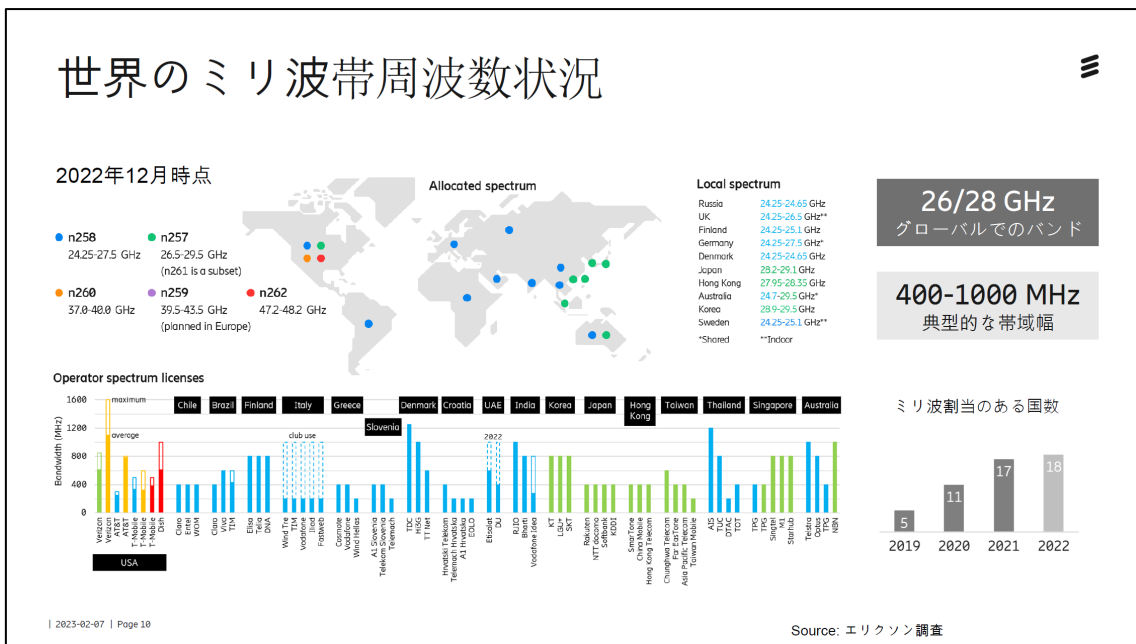 世界のミリ波帯周波数状況
2022年12月時点
n258
24.25-27.5 GHz
n257
26.5-29.5 GHz
(n261 is a subset)
n260
37.0-40.0 GHz
n259
39.5-43.5 GHz
(planned in Europe)
n262
47.2-48.2 GHz
Allocated spectrum
Local spectrum
Russia 24.25-24.65 GHz
UK 24.25-26.5 GHz**
Finland 24.25-25.1 GHz
Germany 24.25-27.5 GHz*
Denmark 24.25-24.65 GHz
Japan 28.2-29.1 GHz
Hong Kong 27.95-28.35 GHz
Australia 24.7-29.5 GHz*
Korea 28.9-29.5 GHz
Sweden 24.25-25.1 GHz**
*Shared **Indoor
26/28 GHz
グローバルでのバンド
400-1000 MHz
典型的な帯域幅
Operator spectrum licenses
Bandwidth (MHz)
1600
1200
800
400
0
maximum
average
club use
2022
Chile
Brazil
Finland
Italy
Greece
Slovenia
Denmark
Croatia
UAE
India
Korea
Japan
Hong
Kong
Taiwan
Thailand
Singapore
Australia
Verizon
Verizon
AT&T
AT&T
T-Mobile
T-Mobile
T-Mobile
Dish
USA
Claro
Entel
WOM
Claro
Vivo
TIM
Elisa
Telia
DNA
Wind Tre
TIM
Vodafone
Iliad
Fastweb
Cosmote
Vodafone
Wind Hellas
A1 Slovenia
Telekom Slovenia
Telemach
TDC
Hi3G
TT Net
Hrvatski Telekom
Telemach Hrvatska
A1 Hrvatska
EOLO
Etisalat
DU
RJIO
Bharti
Vodafone Idea
KT
LGU+
SKT
Rakuten
NTT docomo
Softbank
KDDI
SmarTone
China Mobile
Hong Kong Telecom
Chunghwa Telecom
Far EasTone
Asia Pacific Telecom
Taiwan Mobile
AIS
TUC
DTAC
TOT
TPG
TPG
Singtel
M1
StarHub
Telstra
Optus
TPG
NBN
ミリ波割当のある国数
5
11
17
18
2019
2020
2021
2022
| 2023-02-07 | Page 10
Source: エリクソン調査